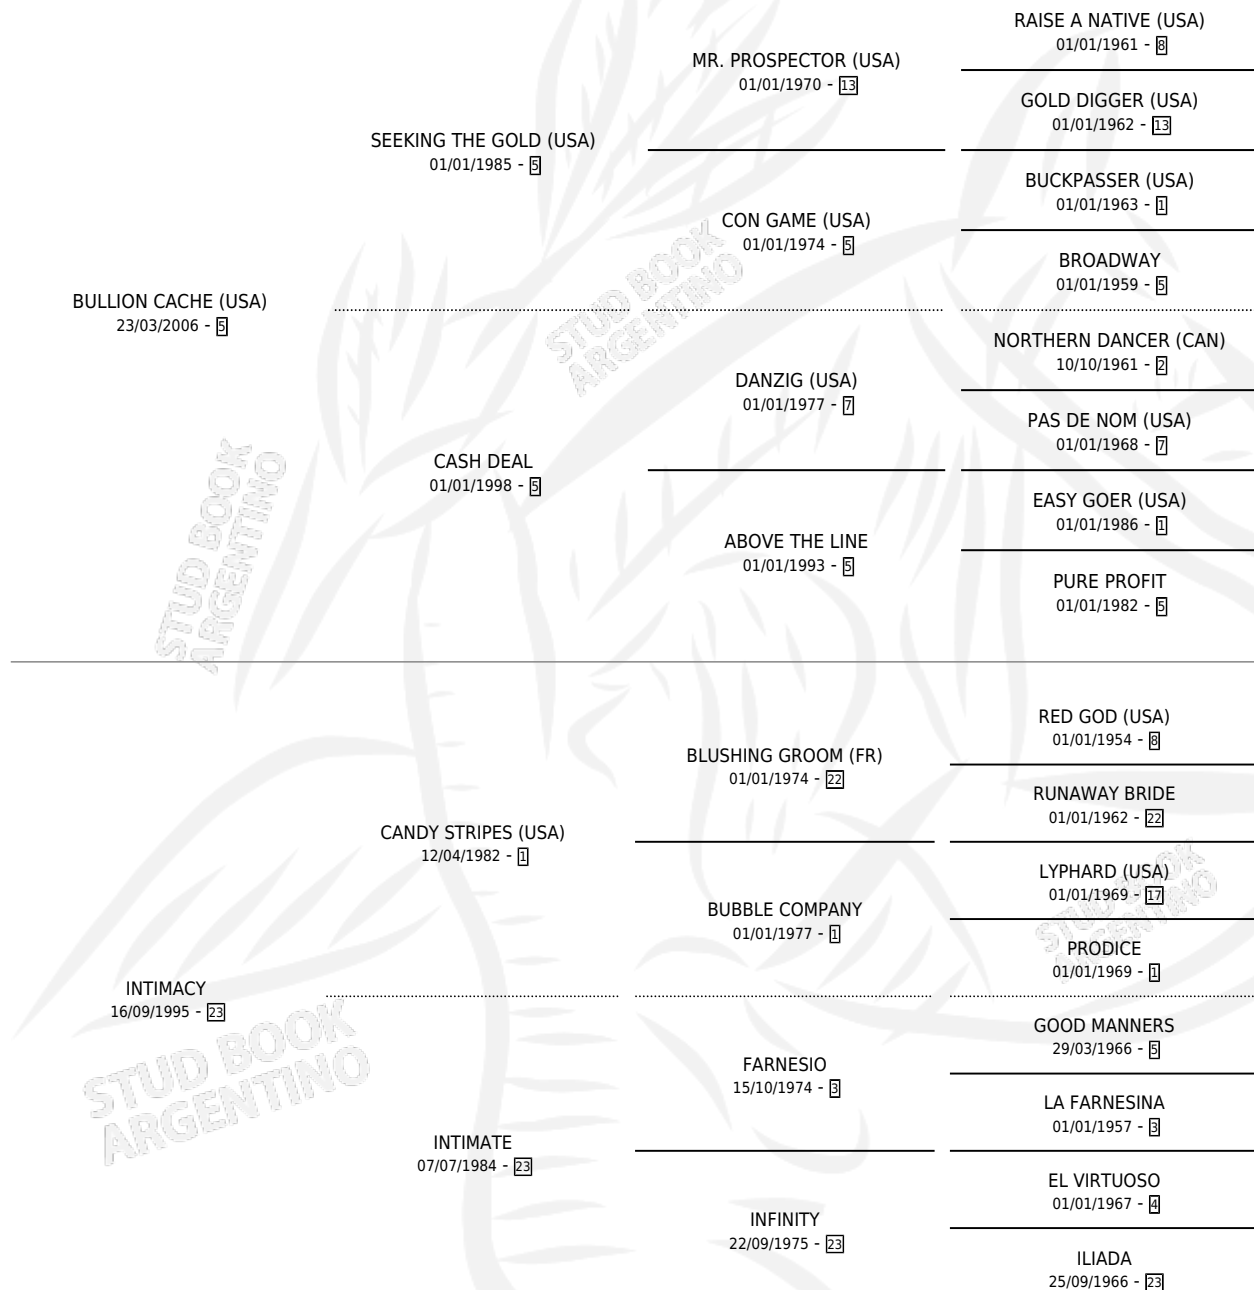 RAISE A NATIVE (USA)
01/01/1961 - 8
MR. PROSPECTOR (USA)
01/01/1970 - 13
GOLD DIGGER (USA)
01/01/1962 - 13
SEEKING THE GOLD (USA)
01/01/1985 - 5
BUCKPASSER (USA)
01/01/1963 - 1
CON GAME (USA)
01/01/1974 - 5
BROADWAY
01/01/1959 - 5
BULLION CACHE (USA)
23/03/2006 - 5
NORTHERN DANCER (CAN)
10/10/1961 - 2
DANZIG (USA)
01/01/1977 - 7
PAS DE NOM (USA)
01/01/1968 - 7
CASH DEAL
01/01/1998 - 5
EASY GOER (USA)
01/01/1986 - 1
ABOVE THE LINE
01/01/1993 - 5
PURE PROFIT
01/01/1982 - 5
RED GOD (USA)
01/01/1954 - 8
BLUSHING GROOM (FR)
01/01/1974 - 22
RUNAWAY BRIDE
01/01/1962 - 22
CANDY STRIPES (USA)
12/04/1982 - 1
LYPHARD (USA)
01/01/1969 - 17
BUBBLE COMPANY
01/01/1977 - 1
PRODICE
01/01/1969 - 1
INTIMACY
16/09/1995 - 23
GOOD MANNERS
29/03/1966 - 5
FARNESIO
15/10/1974 - 3
LA FARNESINA
01/01/1957 - 3
INTIMATE
07/07/1984 - 23
EL VIRTUOSO
01/01/1967 - 4
INFINITY
22/09/1975 - 23
ILIADA
25/09/1966 - 23
STUD BOOK
ARGENTINO
STUD BOOK
ARGENTINO
STUD BOOK
ARGENTINO
STUD BOOK
ARGENTINO